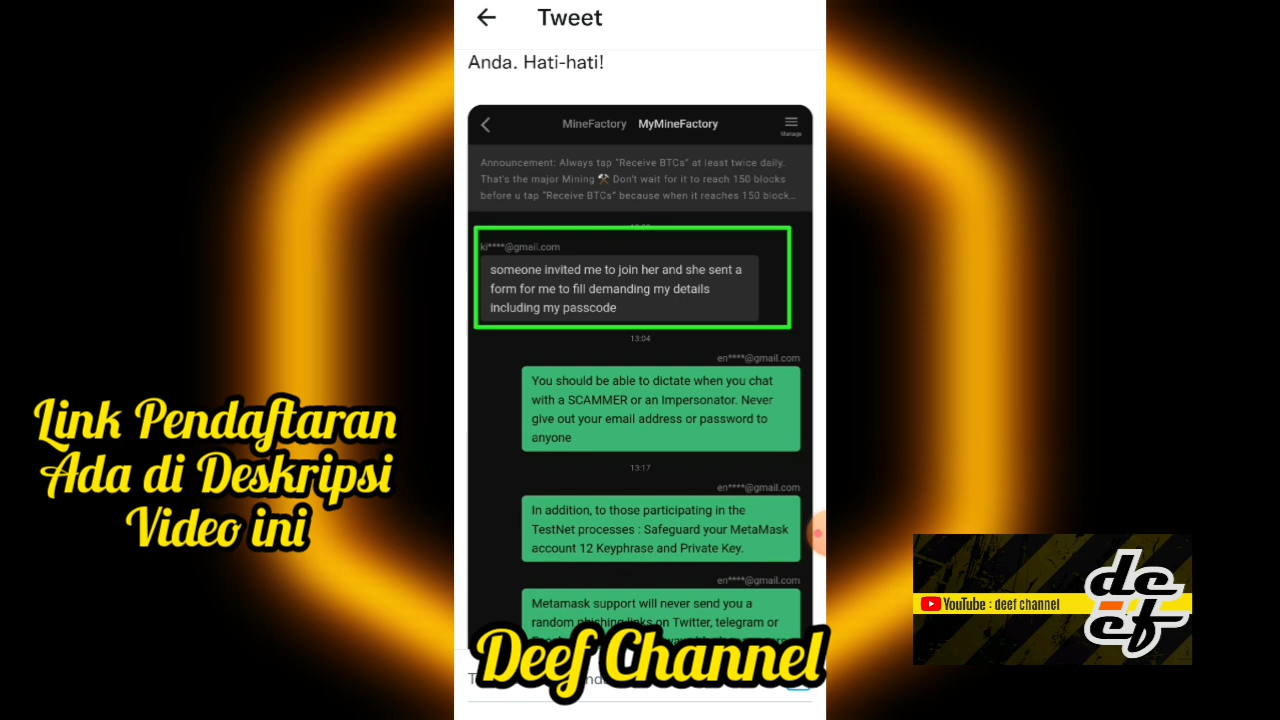 Tweet
Anda. Hati-hati!
MineFactory MyMineFactory
Manage
Announcement: Always tap "Receive BTCs" at least twice daily.
That's the major Mining ⚒ Don't wait for it to reach 150 blocks
before u tap "Receive BTCs" because when it reaches 150 block...
ki****@gmail.com
someone invited me to join her and she sent a
form for me to fill demanding my details
including my passcode
13:04
en****@gmail.com
You should be able to dictate when you chat
with a SCAMMER or an Impersonator. Never
give out your email address or password to
anyone
13:17
en****@gmail.com
In addition, to those participating in the
TestNet processes : Safeguard your MetaMask
account 12 Keyphrase and Private Key.
en****@gmail.com
Metamask support will never send you a
random phishing links on Twitter, telegram or
Link Pendaftaran
Ada di Deskripsi
Video ini
Deef Channel
YouTube : deef channel
deef